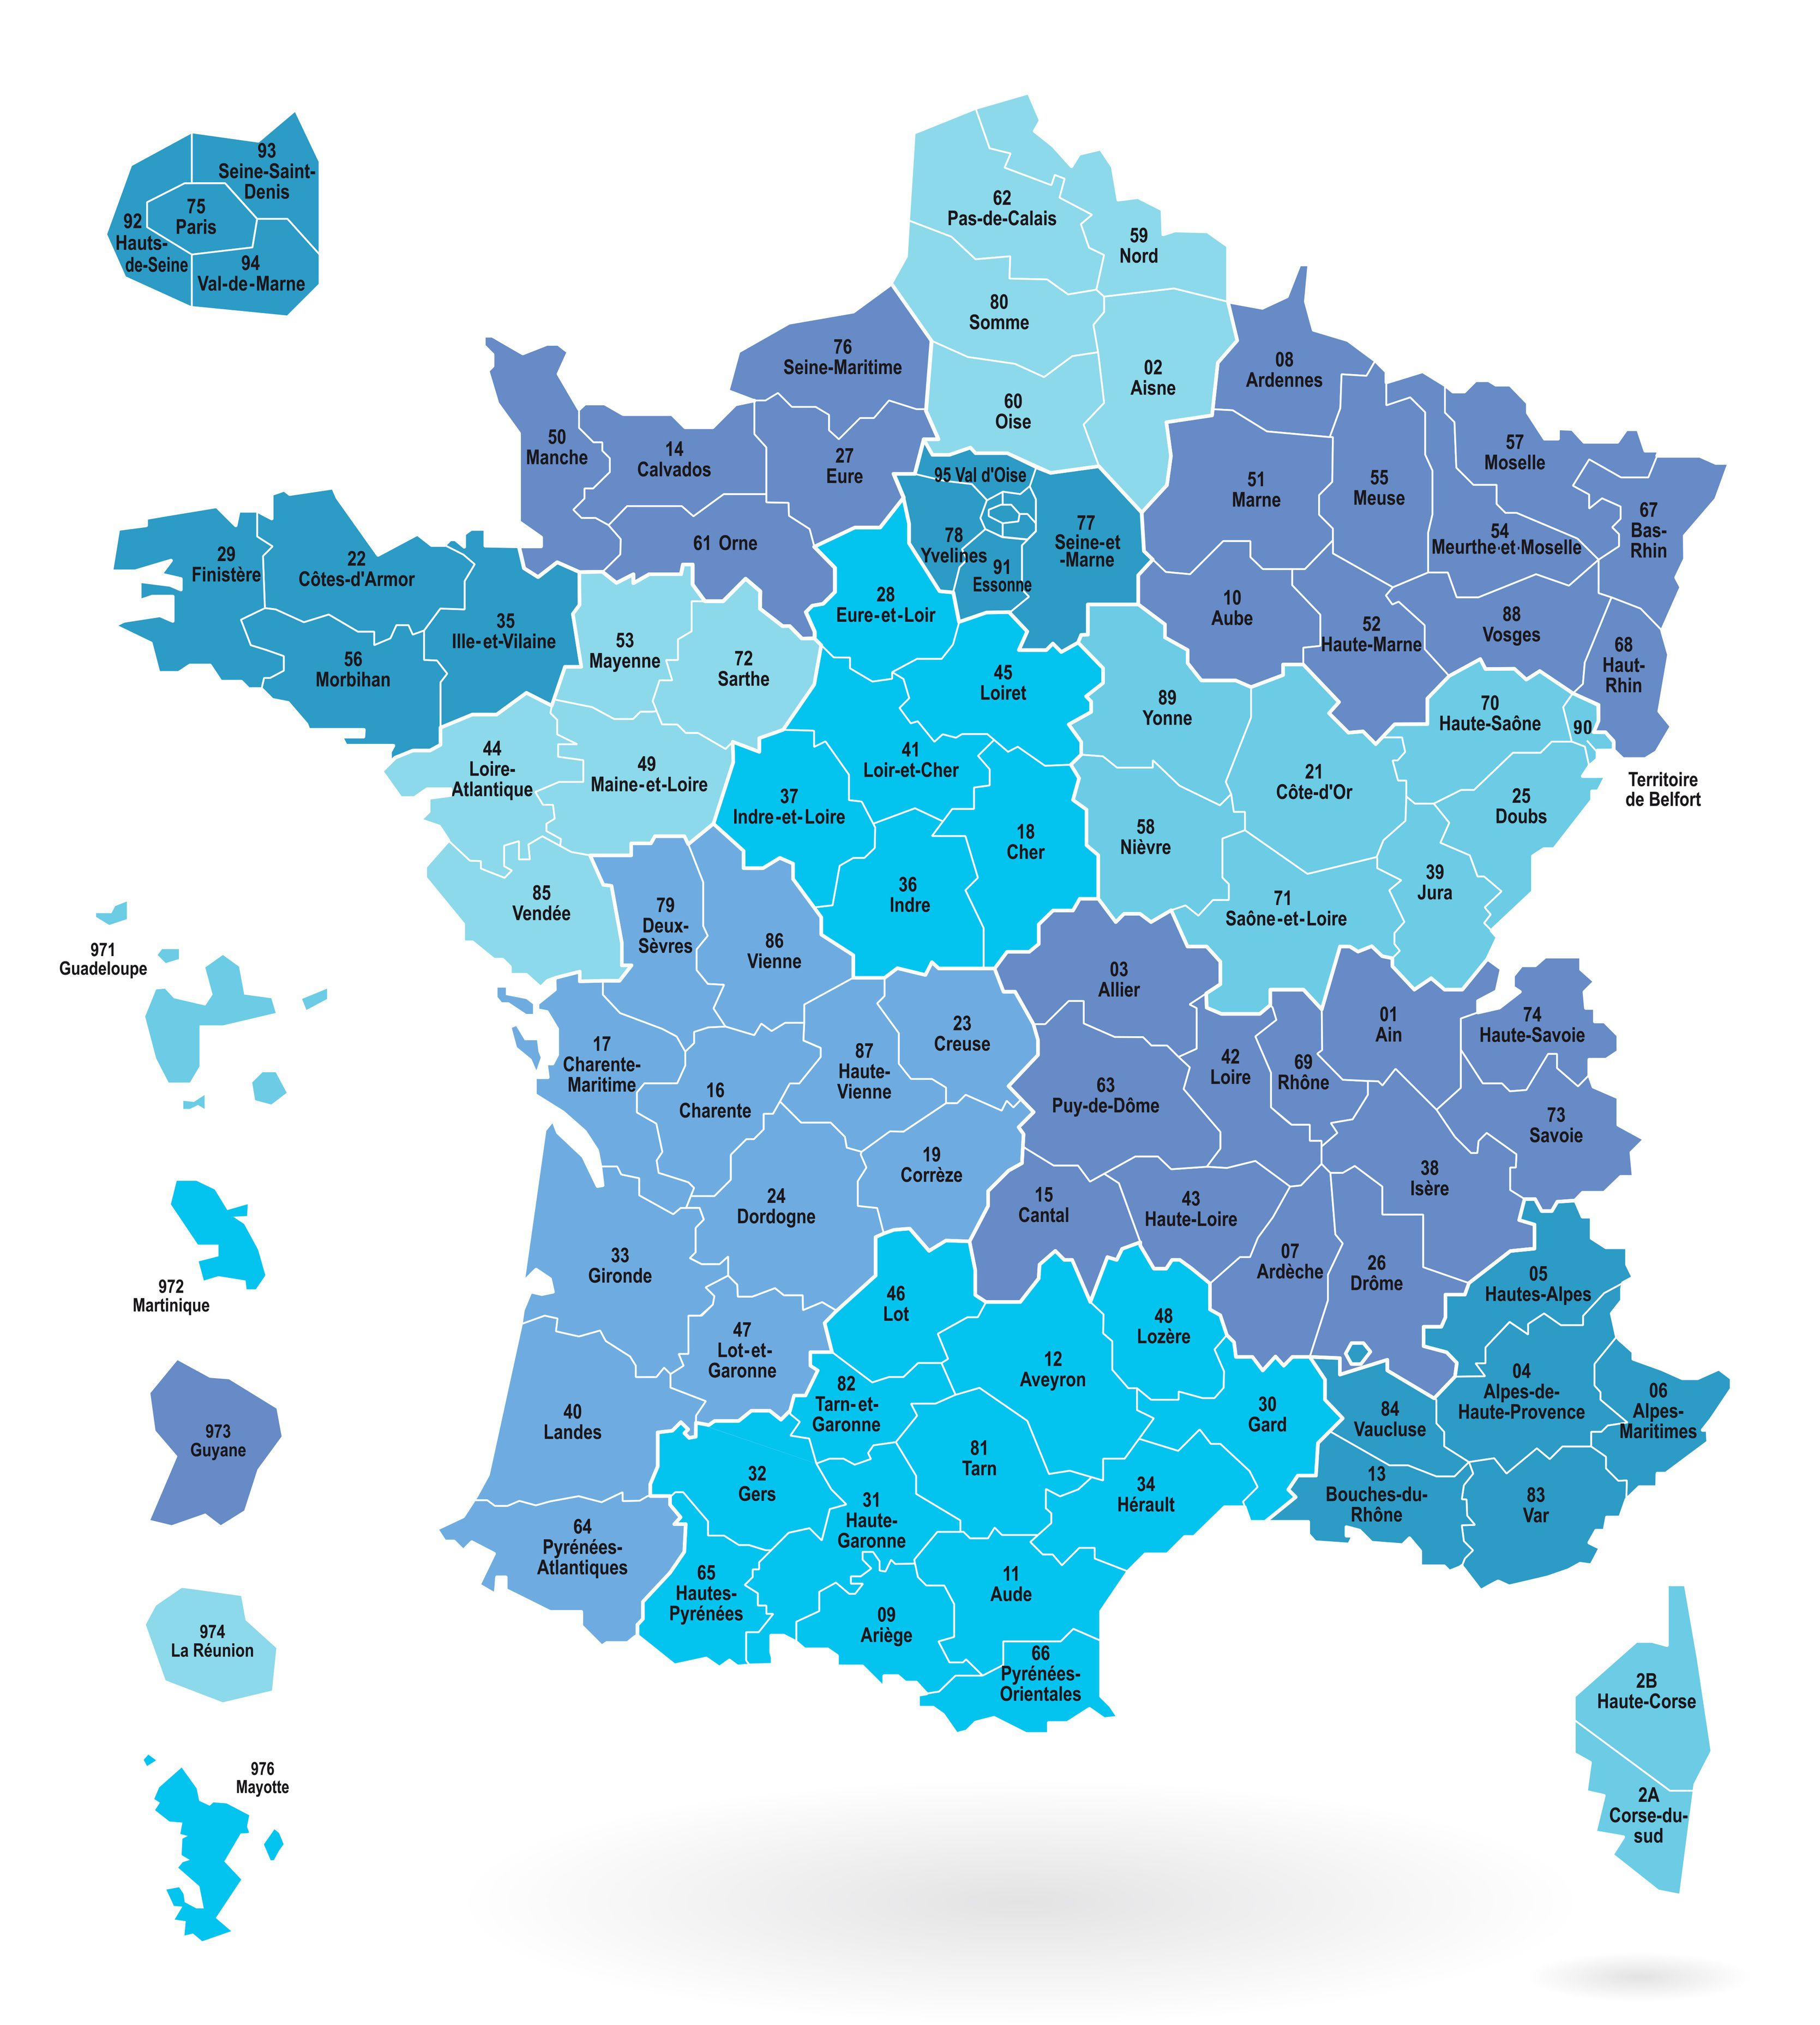 93
Seine-Saint-
Denis
75
Paris
92
Hauts-
de-Seine
94
Val-de-Marne
62
Pas-de-Calais
59
Nord
80
Somme
02
Aisne
60
Oise
76
Seine-Maritime
27
Eure
50
Manche
14
Calvados
61 Orne
08
Ardennes
51
Marne
55
Meuse
57
Moselle
54
Meurthe·et·Moselle
67
Bas-
Rhin
10
Aube
52
Haute-Marne
88
Vosges
68
Haut-
Rhin
95 Val d'Oise
78
Yvelines
91
Essonne
77
Seine-et
-Marne
29
Finistère
22
Côtes-d'Armor
35
Ille-et-Vilaine
56
Morbihan
53
Mayenne
72
Sarthe
44
Loire-
Atlantique
49
Maine-et-Loire
85
Vendée
28
Eure-et-Loir
45
Loiret
41
Loir-et-Cher
37
Indre-et-Loire
18
Cher
36
Indre
89
Yonne
58
Nièvre
21
Côte-d'Or
70
Haute-Saône
90
Territoire
de Belfort
25
Doubs
39
Jura
71
Saône-et-Loire
79
Deux-
Sèvres
86
Vienne
17
Charente-
Maritime
16
Charente
87
Haute-
Vienne
23
Creuse
19
Corrèze
24
Dordogne
33
Gironde
47
Lot-et-
Garonne
40
Landes
64
Pyrénées-
Atlantiques
03
Allier
63
Puy-de-Dôme
42
Loire
69
Rhône
01
Ain
74
Haute-Savoie
73
Savoie
38
Isère
15
Cantal
43
Haute-Loire
07
Ardèche
26
Drôme
46
Lot
12
Aveyron
48
Lozère
82
Tarn-et-
Garonne
30
Gard
81
Tarn
32
Gers
31
Haute-
Garonne
34
Hérault
65
Hautes-
Pyrénées
09
Ariège
11
Aude
66
Pyrénées-
Orientales
05
Hautes-Alpes
04
Alpes-de-
Haute-Provence
06
Alpes-
Maritimes
84
Vaucluse
13
Bouches-du-
Rhône
83
Var
2B
Haute-Corse
2A
Corse-du-
sud
971
Guadeloupe
972
Martinique
973
Guyane
974
La Réunion
976
Mayotte